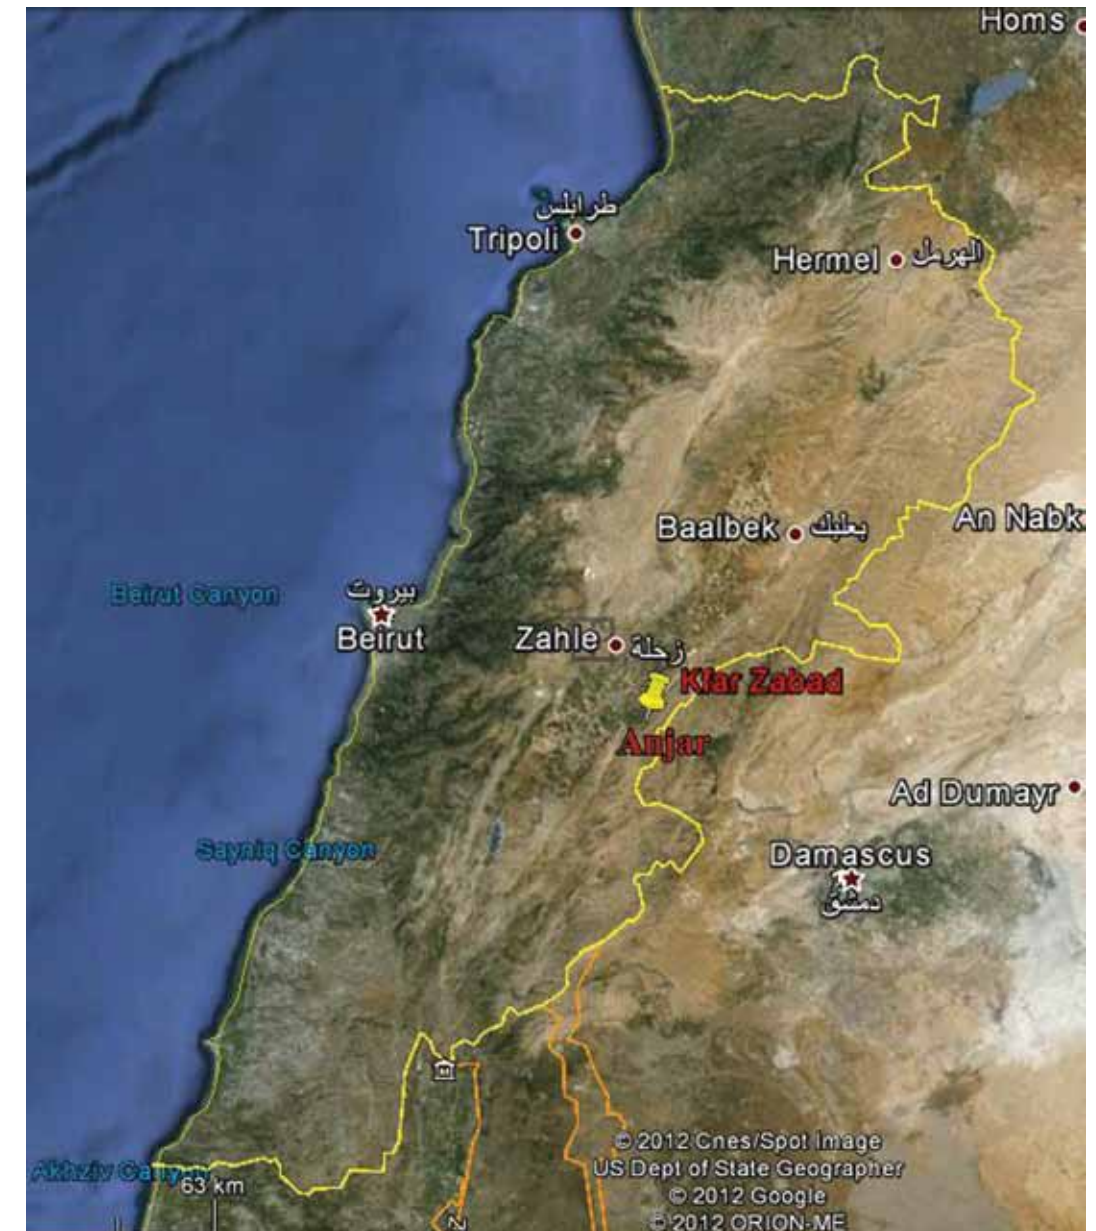 Homs
طرابلس
Tripoli
Hermel الهرمل
An Nabk
Baalbek بعلبك
Beirut Canyon
بيروت
Beirut
Zahle زحلة
Kfar Zabad
Anjar
Ad Dumayr
Sayniq Canyon
Damascus
دمشق
Akhziv Canyon
63 km
© 2012 Cnes/Spot Image
US Dept of State Geographer
© 2012 Google
© 2012 ORION-ME